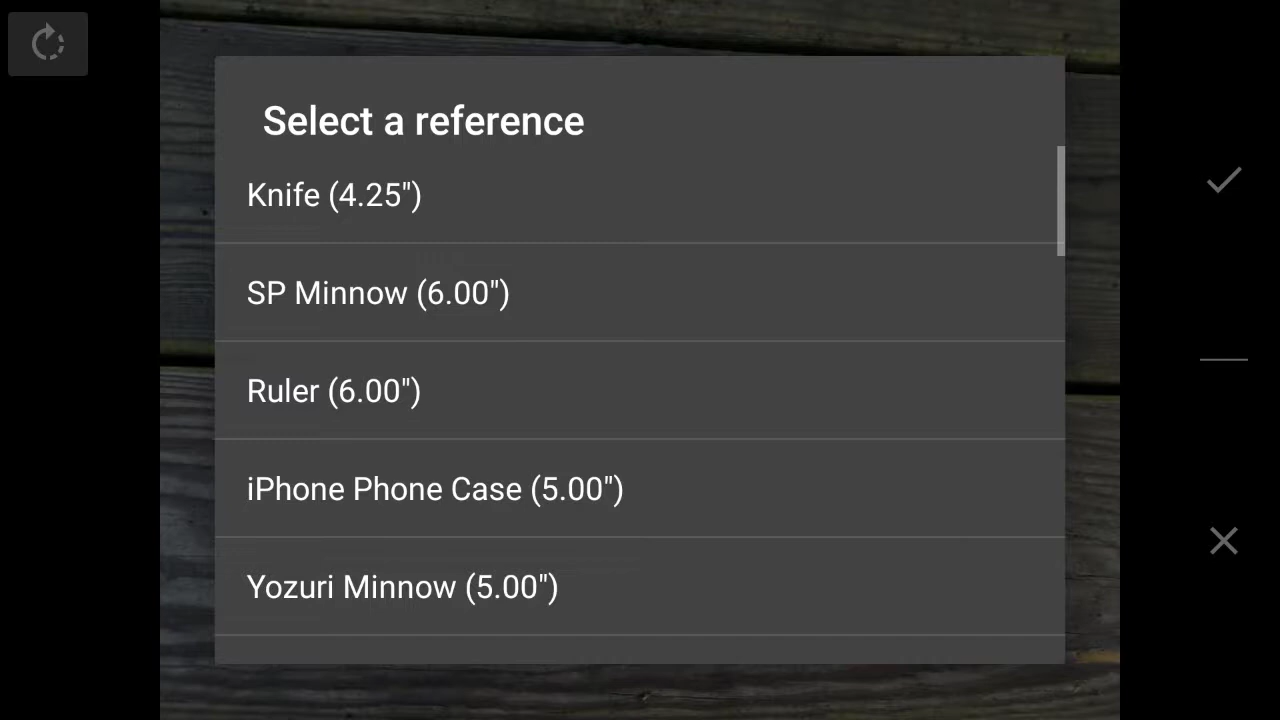 Select a reference
Knife (4.25")
SP Minnow (6.00")
Ruler (6.00")
iPhone Phone Case (5.00")
Yozuri Minnow (5.00")